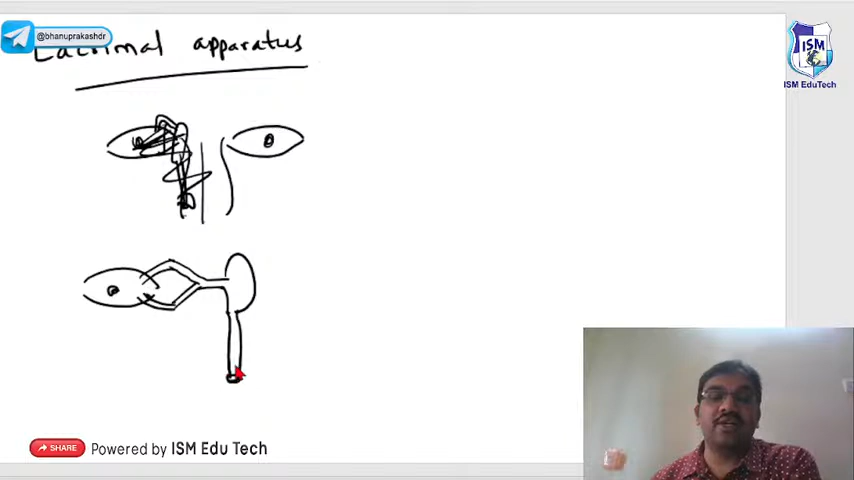 @bhanuprakashdr
Lacrimal apparatus
ISM
ISM EduTech
SHARE
Powered by ISM Edu Tech